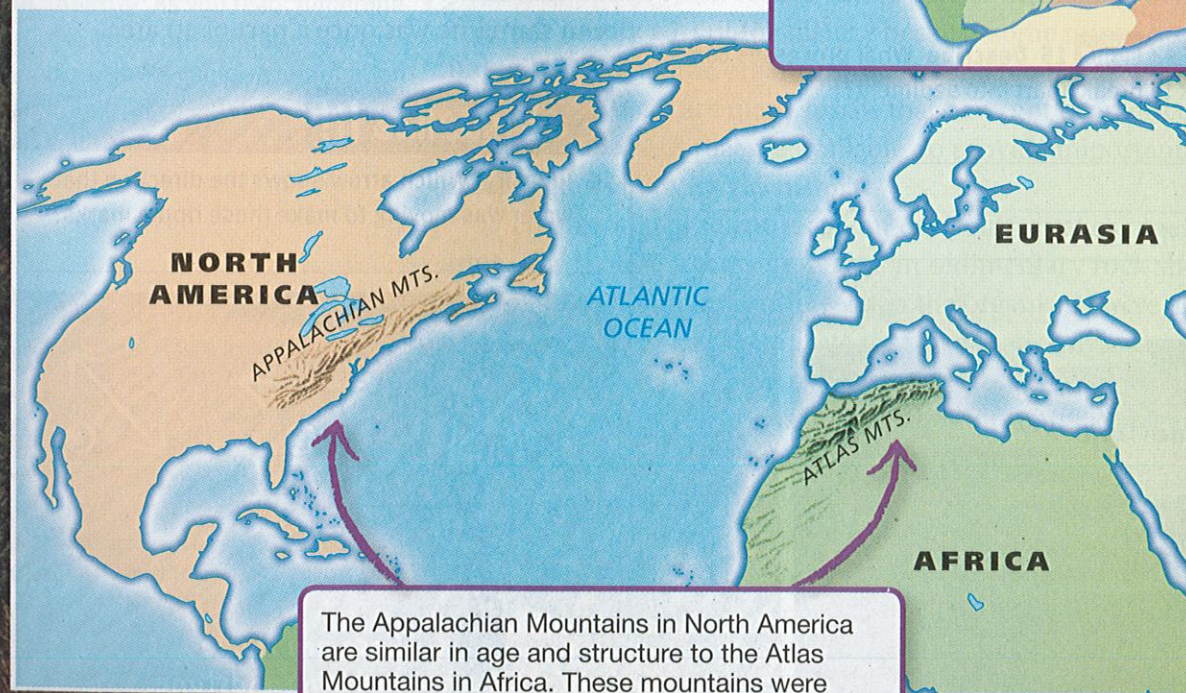 NORTH
AMERICA
APPALACHIAN MTS.
ATLANTIC
OCEAN
EURASIA
ATLAS MTS.
AFRICA
The Appalachian Mountains in North America
are similar in age and structure to the Atlas
Mountains in Africa. These mountains were